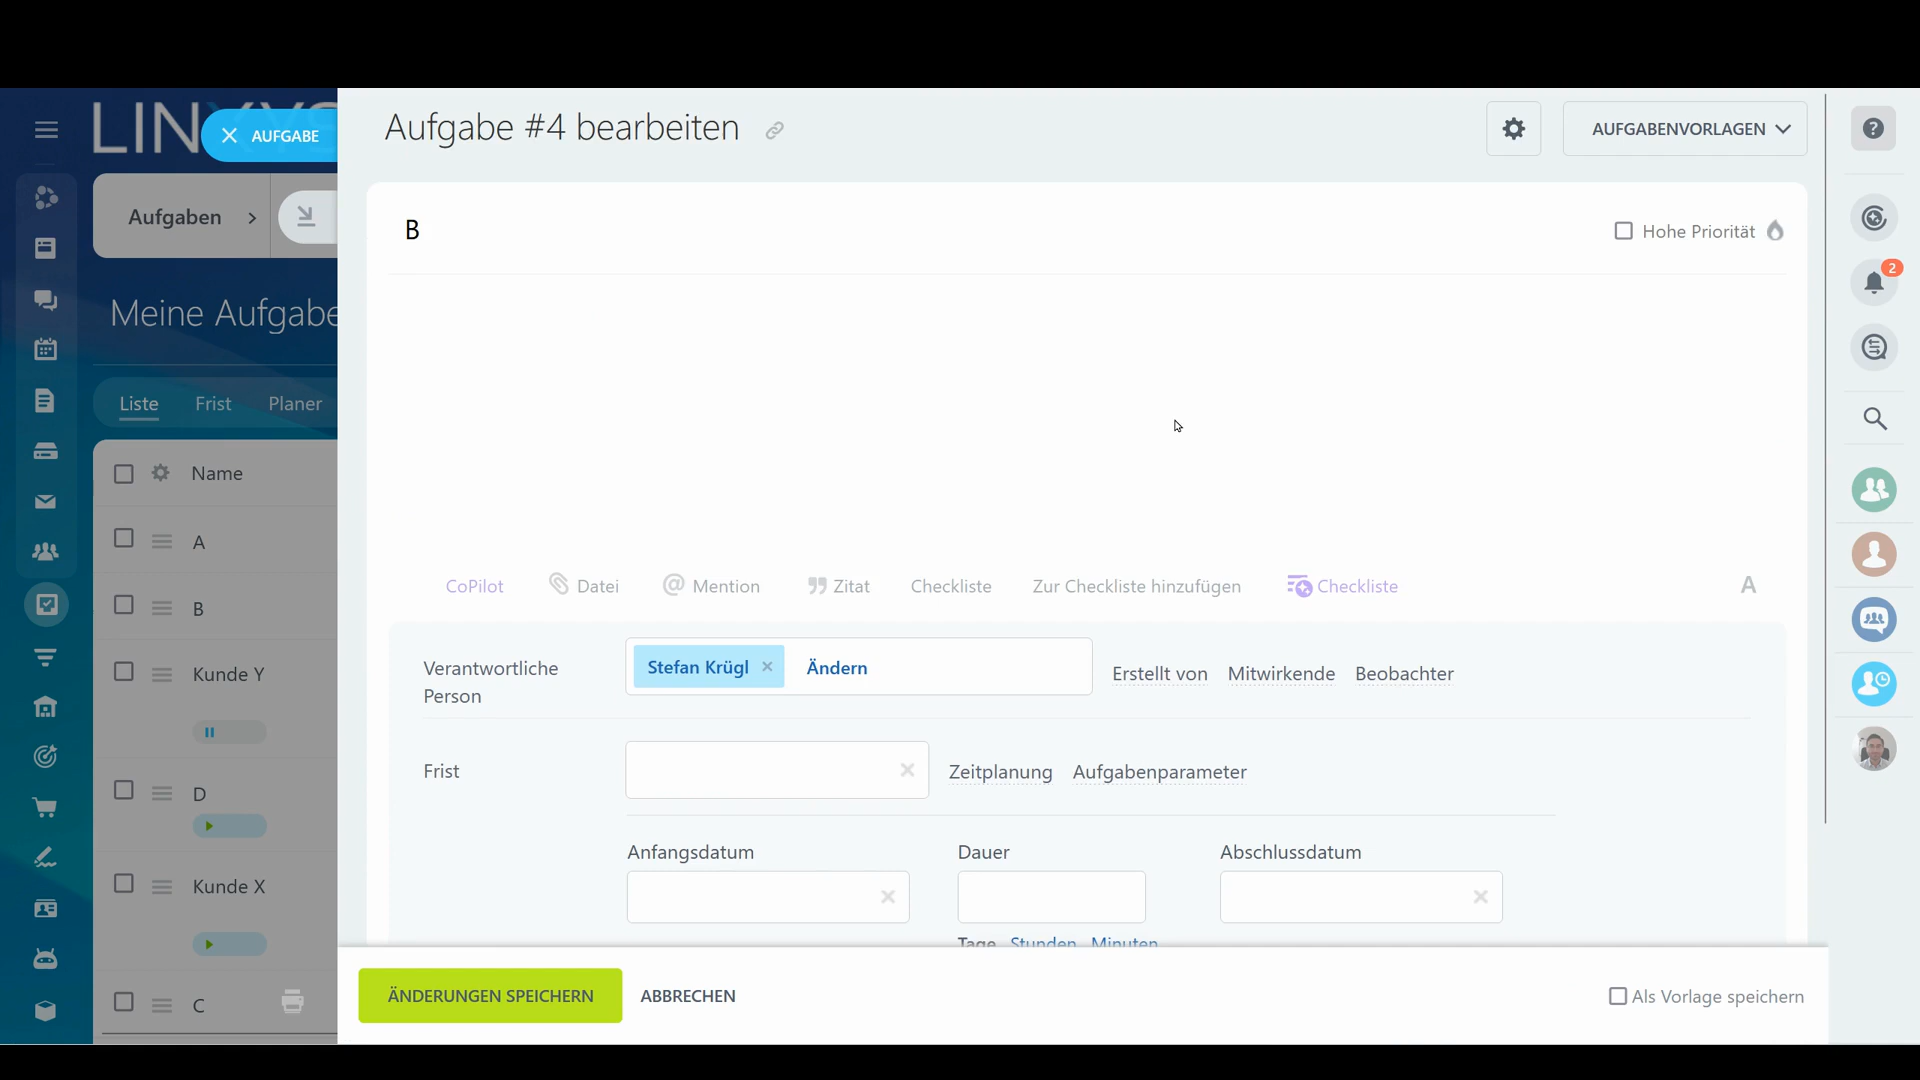 LINXYS
AUFGABE
Aufgabe #4 bearbeiten
AUFGABENVORLAGEN
Aufgaben
B
Hohe Priorität
2
Meine Aufgabe
Liste Frist Planer
Name
A
B
Kunde Y
D
Kunde X
C
CoPilot Datei Mention Zitat Checkliste Zur Checkliste hinzufügen Checkliste A
Verantwortliche
Person
Stefan Krügl Ändern
Erstellt von Mitwirkende Beobachter
Frist
Zeitplanung Aufgabenparameter
Anfangsdatum Dauer Abschlussdatum
Tage Stunden Minuten
ÄNDERUNGEN SPEICHERN ABBRECHEN
Als Vorlage speichern